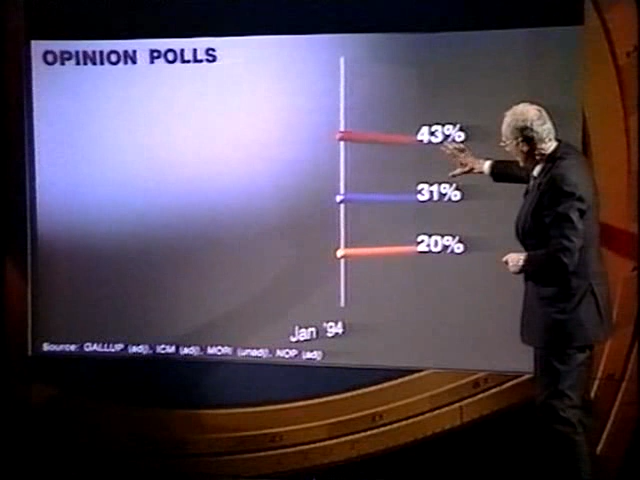 OPINION POLLS
43%
31%
20%
Jan '94
Source: GALLUP (adj), ICM (adj), MORI (unadj), NOP (adj)